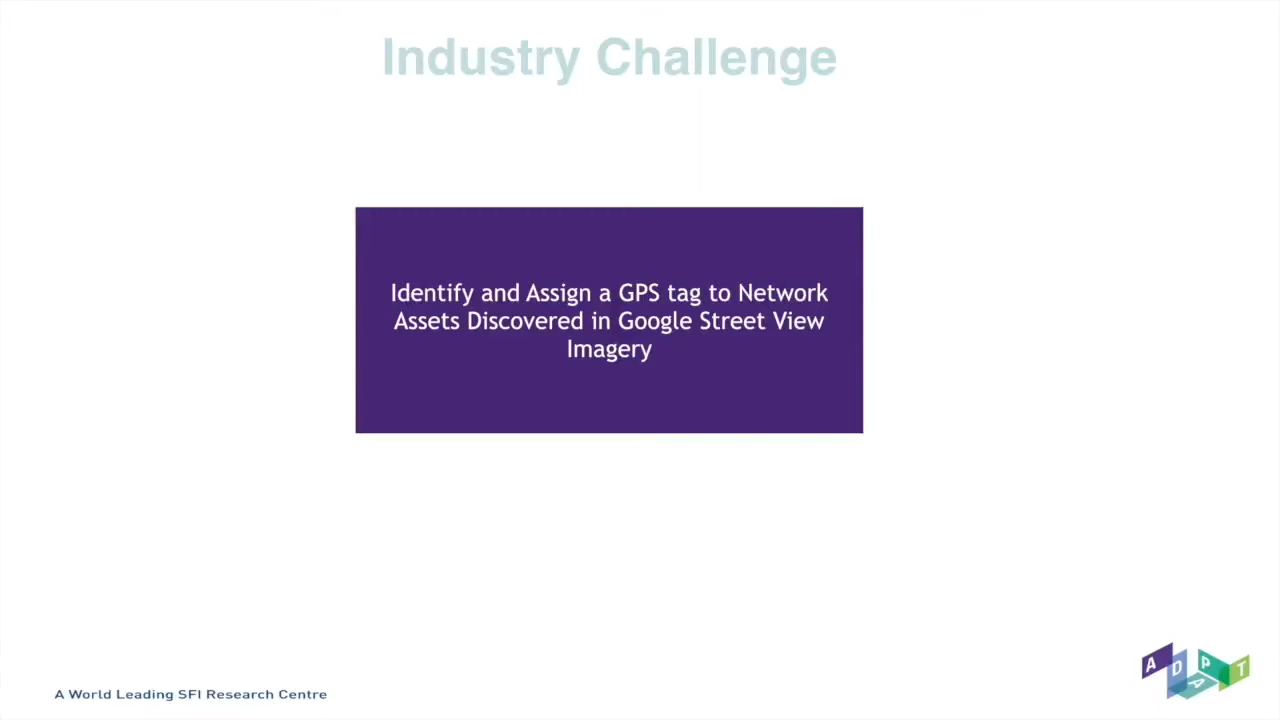 Industry Challenge
Identify and Assign a GPS tag to Network
Assets Discovered in Google Street View
Imagery
A World Leading SFI Research Centre
ADAPT